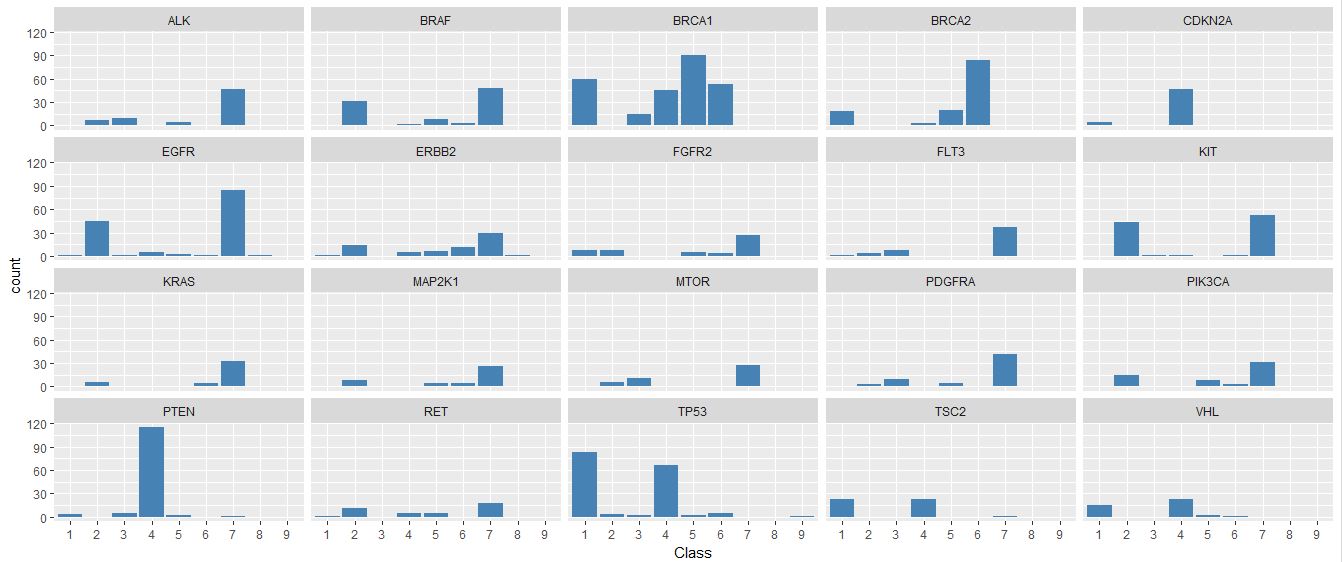 ALK BRAF BRCA1 BRCA2 CDKN2A
120
90
60
30
0
EGFR ERBB2 FGFR2 FLT3 KIT
120
90
60
30
0
count
KRAS MAP2K1 MTOR PDGFRA PIK3CA
120
90
60
30
0
PTEN RET TP53 TSC2 VHL
120
90
60
30
0
1 2 3 4 5 6 7 8 9 1 2 3 4 5 6 7 8 9 1 2 3 4 5 6 7 8 9 1 2 3 4 5 6 7 8 9 1 2 3 4 5 6 7 8 9
Class